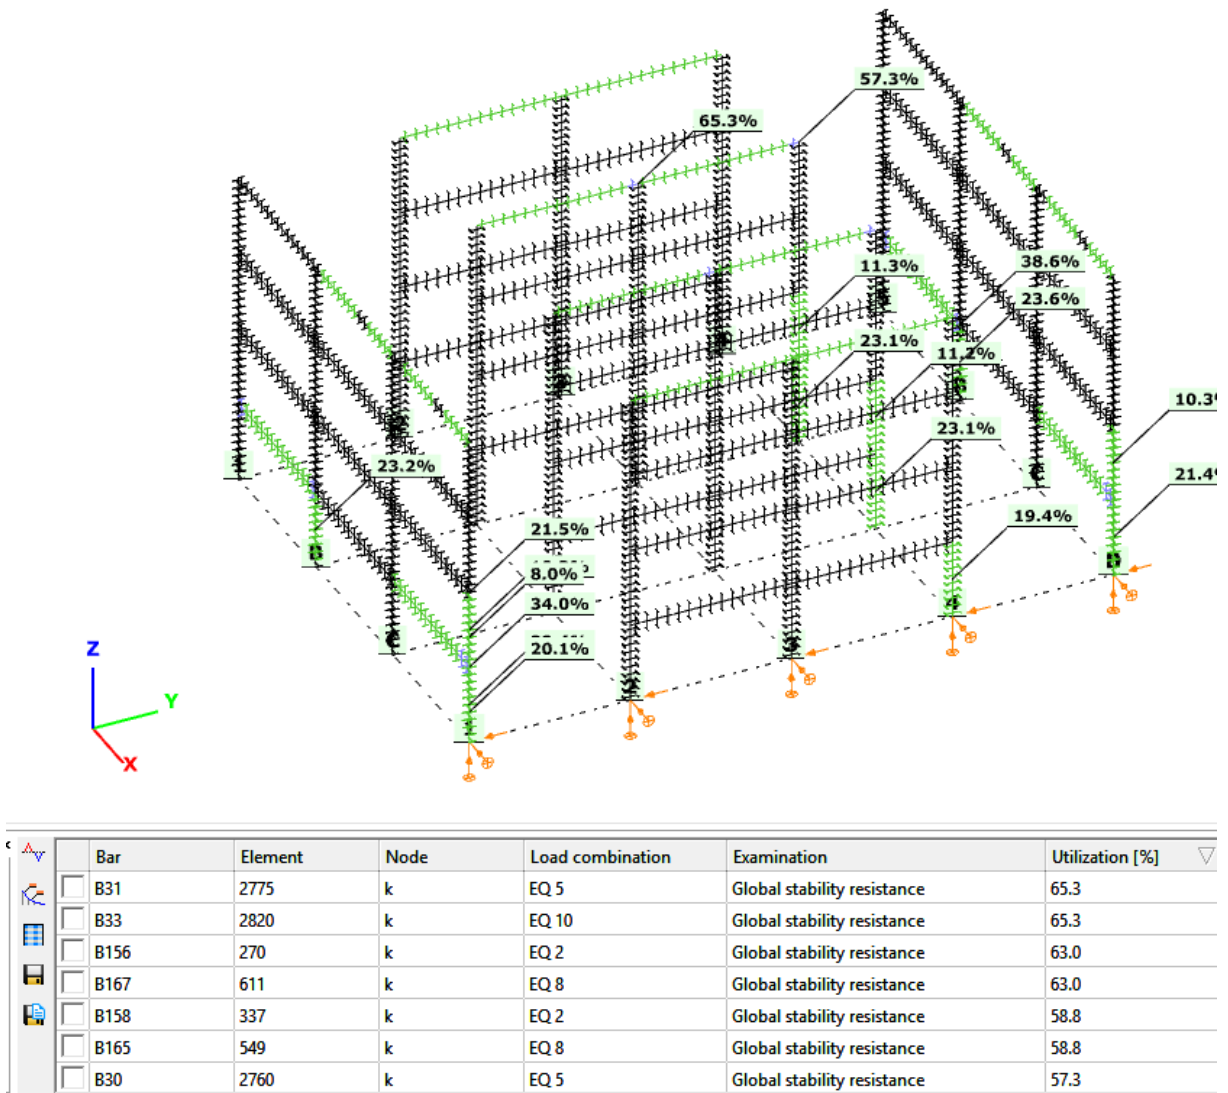 57.3%
65.3%
38.6%
11.3%
23.6%
23.1%
11.2%
10.3%
23.1%
23.2%
21.4%
19.4%
21.5%
8.0%
34.0%
20.1%
B
C
C
B
4
3
2
1
Z
Y
X
Bar Element Node Load combination Examination Utilization [%]
B31 2775 k EQ 5 Global stability resistance 65.3
B33 2820 k EQ 10 Global stability resistance 65.3
B156 270 k EQ 2 Global stability resistance 63.0
B167 611 k EQ 8 Global stability resistance 63.0
B158 337 k EQ 2 Global stability resistance 58.8
B165 549 k EQ 8 Global stability resistance 58.8
B30 2760 k EQ 5 Global stability resistance 57.3